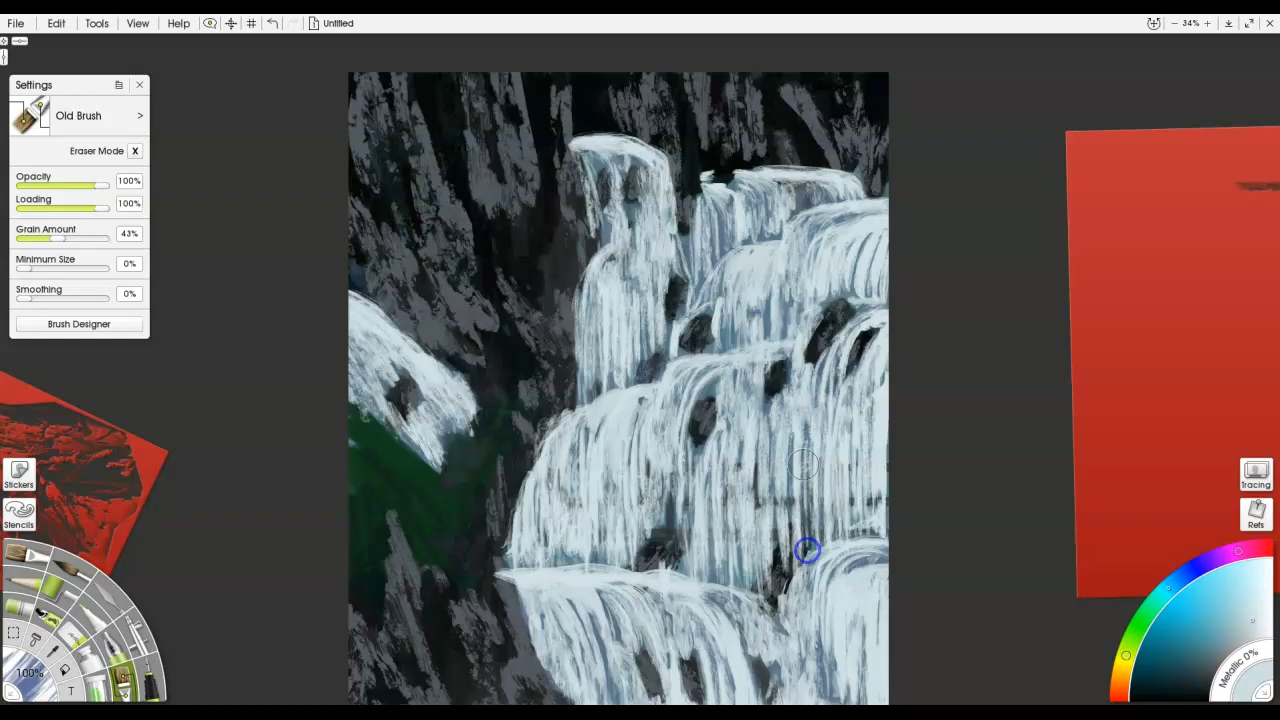 File Edit Tools View Help Untitled 34%
Settings
Old Brush >
Eraser Mode X
Opacity 100%
Loading 100%
Grain Amount 43%
Minimum Size 0%
Smoothing 0%
Brush Designer
Stickers
Stencils
Tracing
Refs
100%
T
Metallic 0%